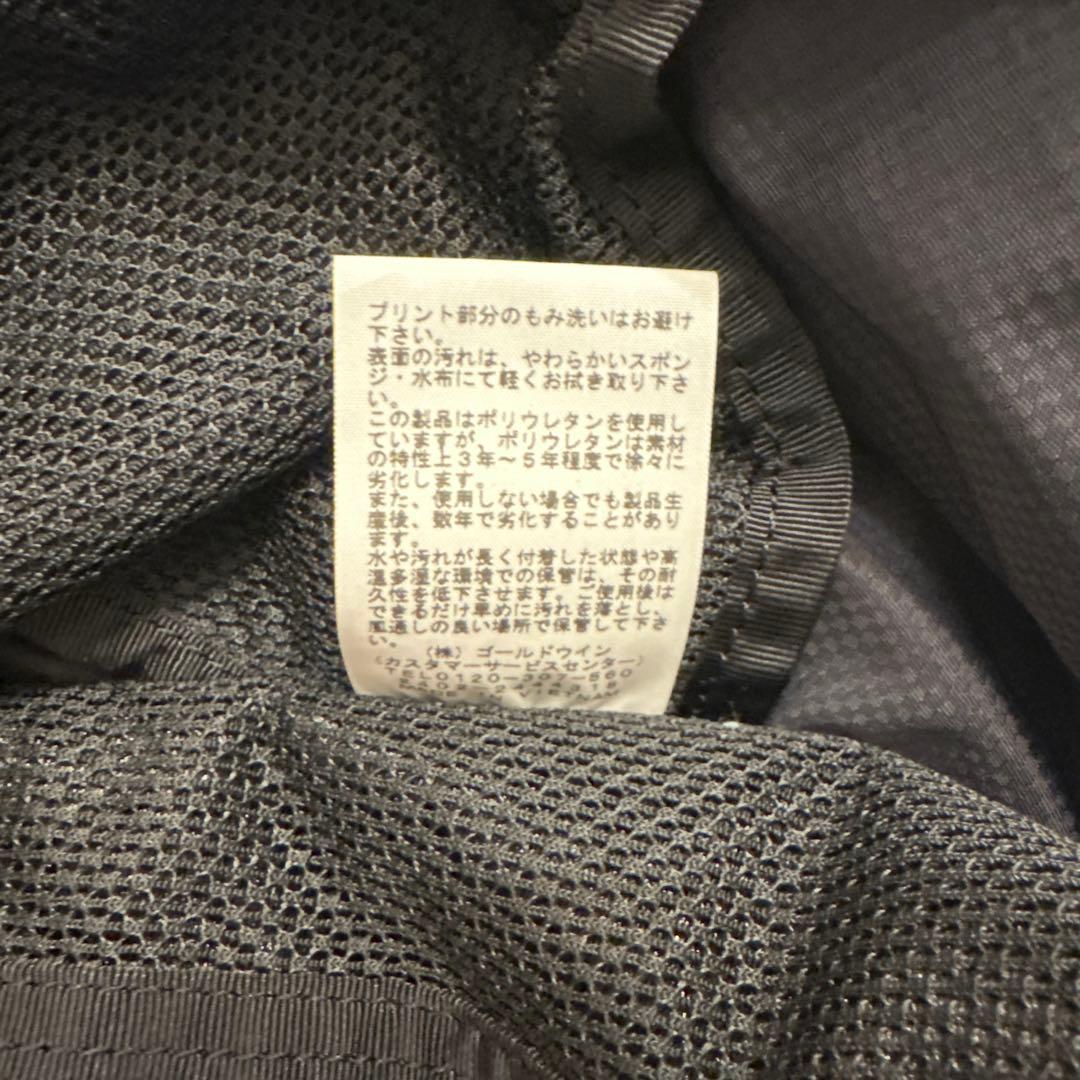 プリント部分のもみ洗いはお避け
下さい。
表面の汚れは、やわらかいスポン
ジ・水布にて軽くお拭き取り下さ
い。
この製品はポリウレタンを使用し
ていますが、ポリウレタンは素材
の特性上3年〜5年程度で徐々に
劣化します。
また、使用しない場合でも製品生
産後、数年で劣化することがあり
ます。
水や汚れが長く付着した状態や高
温多湿な環境での保管は、その耐
久性を低下させます。ご使用後は
できるだけ早めに汚れを落とし、
風通しの良い場所で保管して下さ
い。
(株)ゴールドウイン
(カスタマーサービスセンター)
TEL0120-307-560